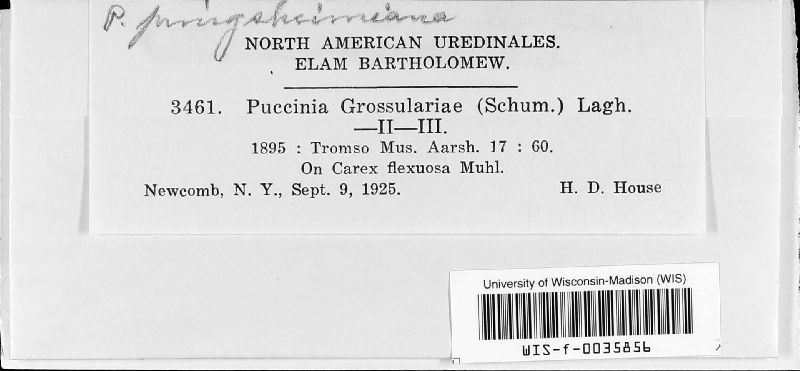 P. pringsheimiana
NORTH AMERICAN UREDINALES.
ELAM BARTHOLOMEW.
3461. Puccinia Grossulariae (Schum.) Lagh.
—II—III.
1895 : Tromso Mus. Aarsh. 17 : 60.
On Carex flexuosa Muhl.
Newcomb, N. Y., Sept. 9, 1925. H. D. House
University of Wisconsin-Madison (WIS)
WIS-f-0035856